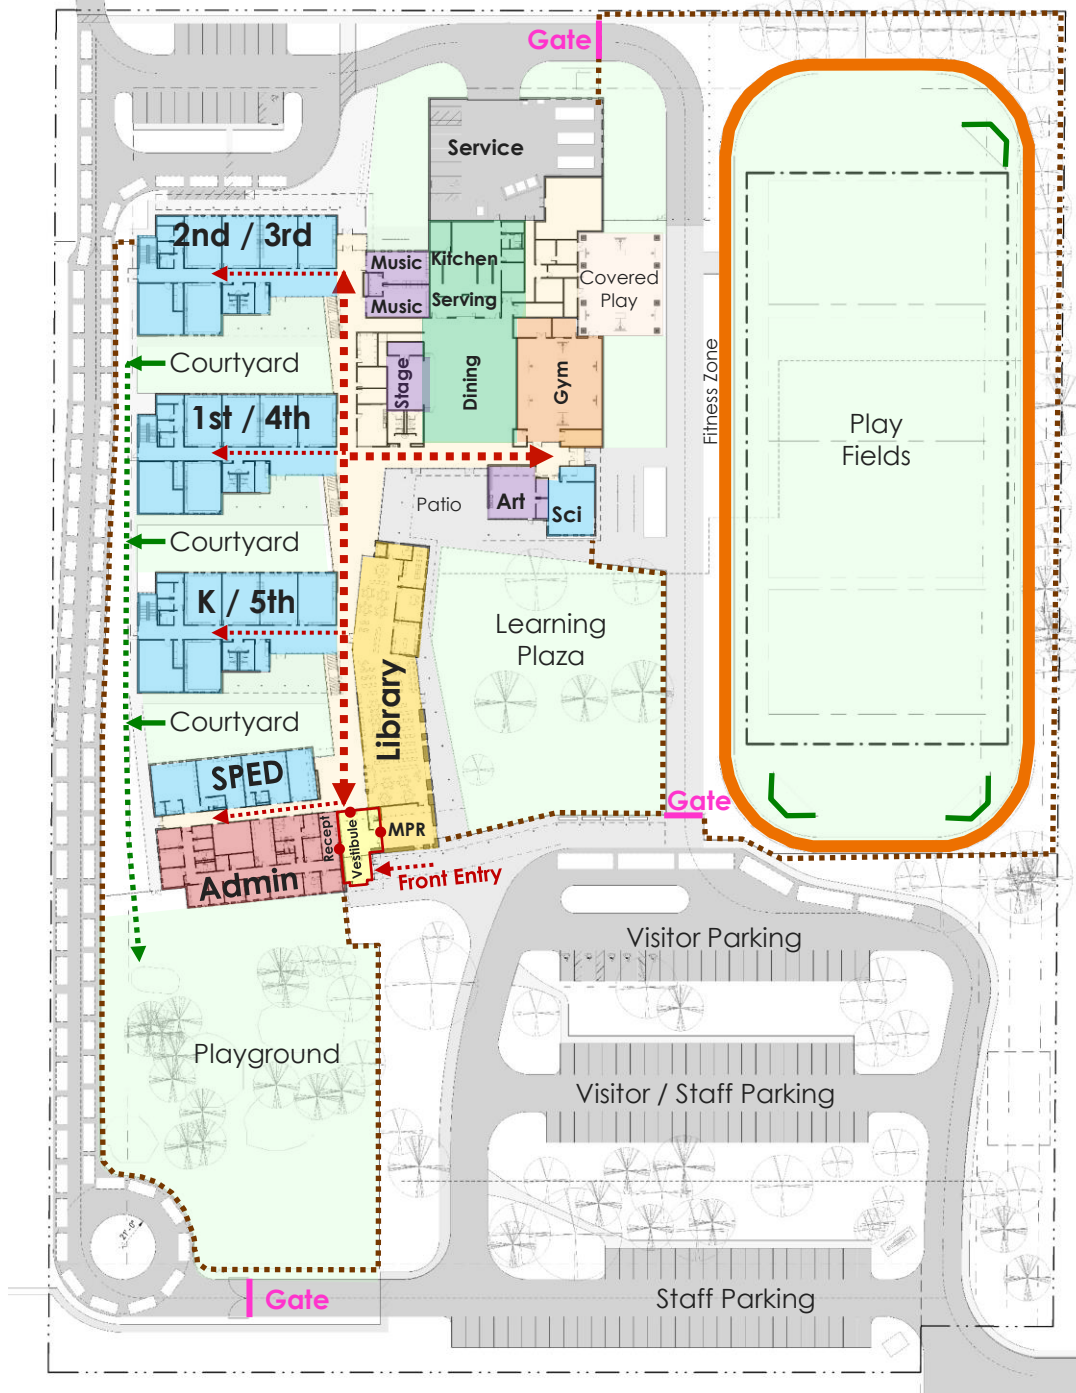 Gate
Service
2nd / 3rd
Music
Kitchen
Covered
Play
Music
Serving
Courtyard
Stage
Dining
Gym
Fitness Zone
1st / 4th
Play
Fields
Patio
Art
Sci
Courtyard
K / 5th
Learning
Plaza
Library
Courtyard
SPED
Gate
Recept
Vestibule
MPR
Admin
Front Entry
Visitor Parking
Playground
Visitor / Staff Parking
21'-0"
Gate
Staff Parking